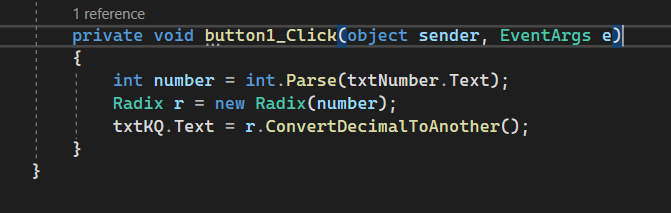 1 reference
private void button1_Click(object sender, EventArgs e)
{
int number = int.Parse(txtNumber.Text);
Radix r = new Radix(number);
txtKQ.Text = r.ConvertDecimalToAnother();
}
}